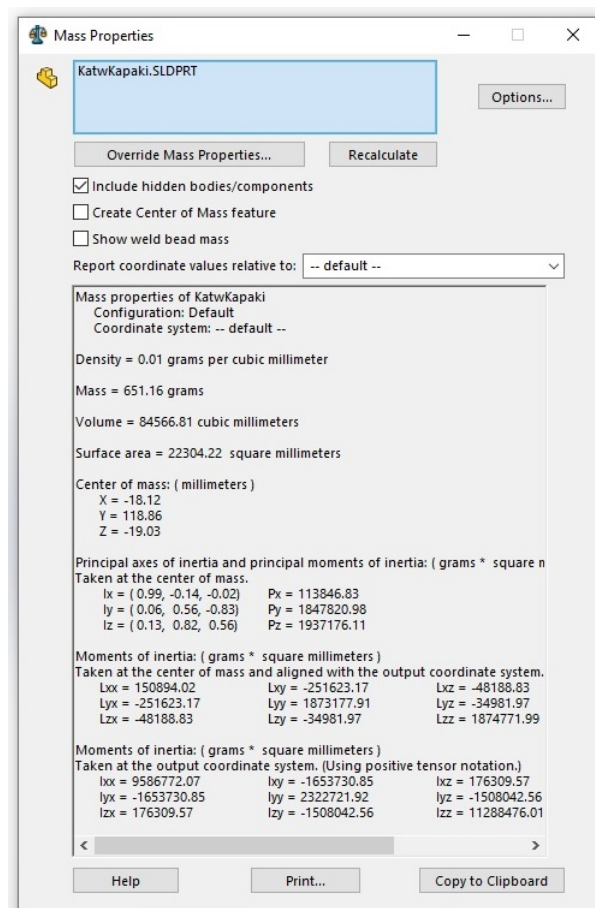 Mass Properties
KatwKapaki.SLDPRT
Options...
Override Mass Properties... Recalculate
Include hidden bodies/components
Create Center of Mass feature
Show weld bead mass
Report coordinate values relative to: -- default --
Mass properties of KatwKapaki
Configuration: Default
Coordinate system: -- default --
Density = 0.01 grams per cubic millimeter
Mass = 651.16 grams
Volume = 84566.81 cubic millimeters
Surface area = 22304.22 square millimeters
Center of mass: ( millimeters )
X = -18.12
Y = 118.86
Z = -19.03
Principal axes of inertia and principal moments of inertia: ( grams * square n
Taken at the center of mass.
Ix = ( 0.99, -0.14, -0.02) Px = 113846.83
Iy = ( 0.06, 0.56, -0.83) Py = 1847820.98
Iz = ( 0.13, 0.82, 0.56) Pz = 1937176.11
Moments of inertia: ( grams * square millimeters )
Taken at the center of mass and aligned with the output coordinate system.
Lxx = 150894.02 Lxy = -251623.17 Lxz = -48188.83
Lyx = -251623.17 Lyy = 1873177.91 Lyz = -34981.97
Lzx = -48188.83 Lzy = -34981.97 Lzz = 1874771.99
Moments of inertia: ( grams * square millimeters )
Taken at the output coordinate system. (Using positive tensor notation.)
Ixx = 9586772.07 Ixy = -1653730.85 Ixz = 176309.57
Iyx = -1653730.85 Iyy = 2322721.92 Iyz = -1508042.56
Izx = 176309.57 Izy = -1508042.56 Izz = 11288476.01
Help Print... Copy to Clipboard